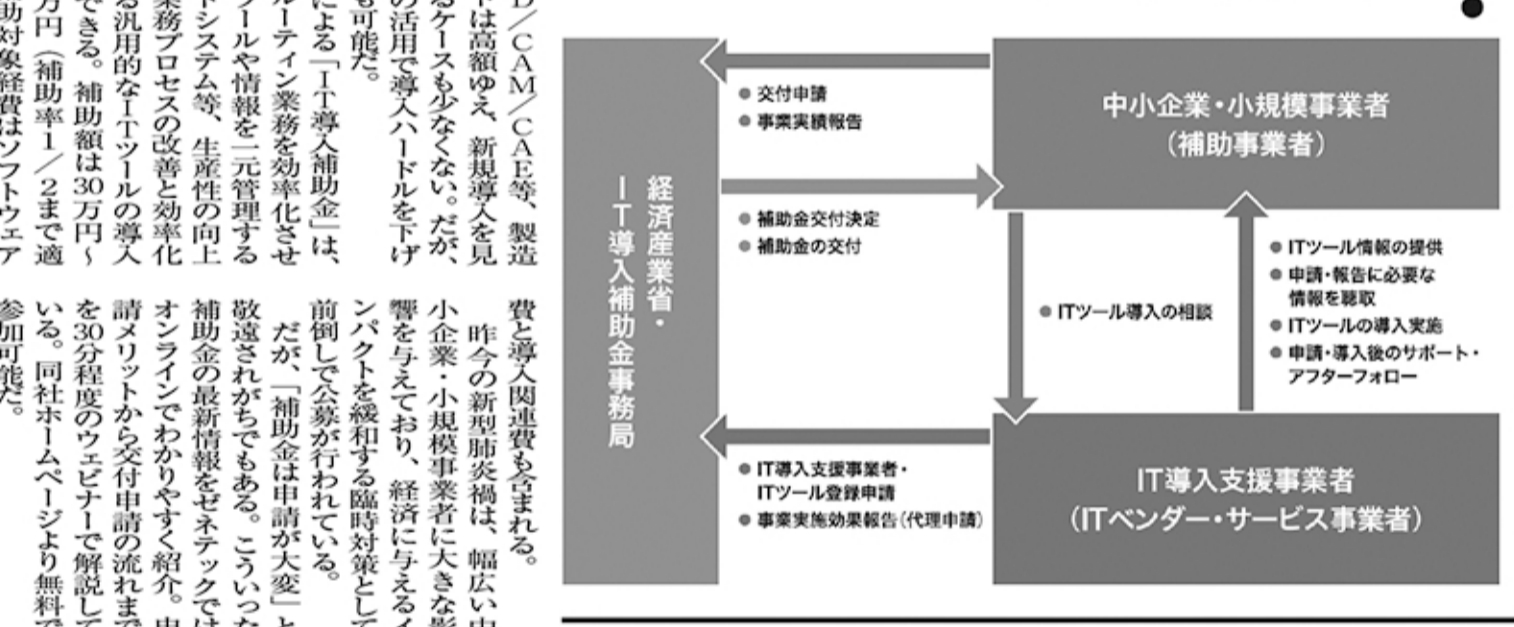 中小企業・小規模事業者
（補助事業者）
● 交付申請
● 事業実績報告
● 補助金交付決定
● 補助金の交付
経済産業省・
IT導入補助金事務局
● ITツール導入の相談
● ITツール情報の提供
● 申請・報告に必要な
情報を聴取
● ITツールの導入実施
● 申請・導入後のサポート・
アフターフォロー
● IT導入支援事業者・
ITツール登録申請
● 事業実施効果報告（代理申請）
IT導入支援事業者
（ITベンダー・サービス事業者）
D／CAM／CAE等、製造
トは高額ゆえ、新規導入を見
るケースも少なくない。だが、
の活用で導入ハードルを下げ
も可能だ。
による「IT導入補助金」は、
ルーティン業務を効率化させ
ツールや情報を一元管理する
トシステム等、生産性の向上
業務プロセスの改善と効率化
る汎用的なITツールの導入
できる。補助額は30万円～
万円（補助率1／2まで適
助対象経費はソフトウェア
費と導入関連費も含まれる。
昨今の新型肺炎禍は、幅広い中
小企業・小規模事業者に大きな影
響を与えており、経済に与えるイ
ンパクトを緩和する臨時対策として
前倒しで公募が行われている。
だが、「補助金は申請が大変」と
敬遠されがちでもある。こういった
補助金の最新情報をゼネテックでは
オンラインでわかりやすく紹介。申
請メリットから交付申請の流れまで
を30分程度のウェビナーで解説して
いる。同社ホームページより無料で
参加可能だ。